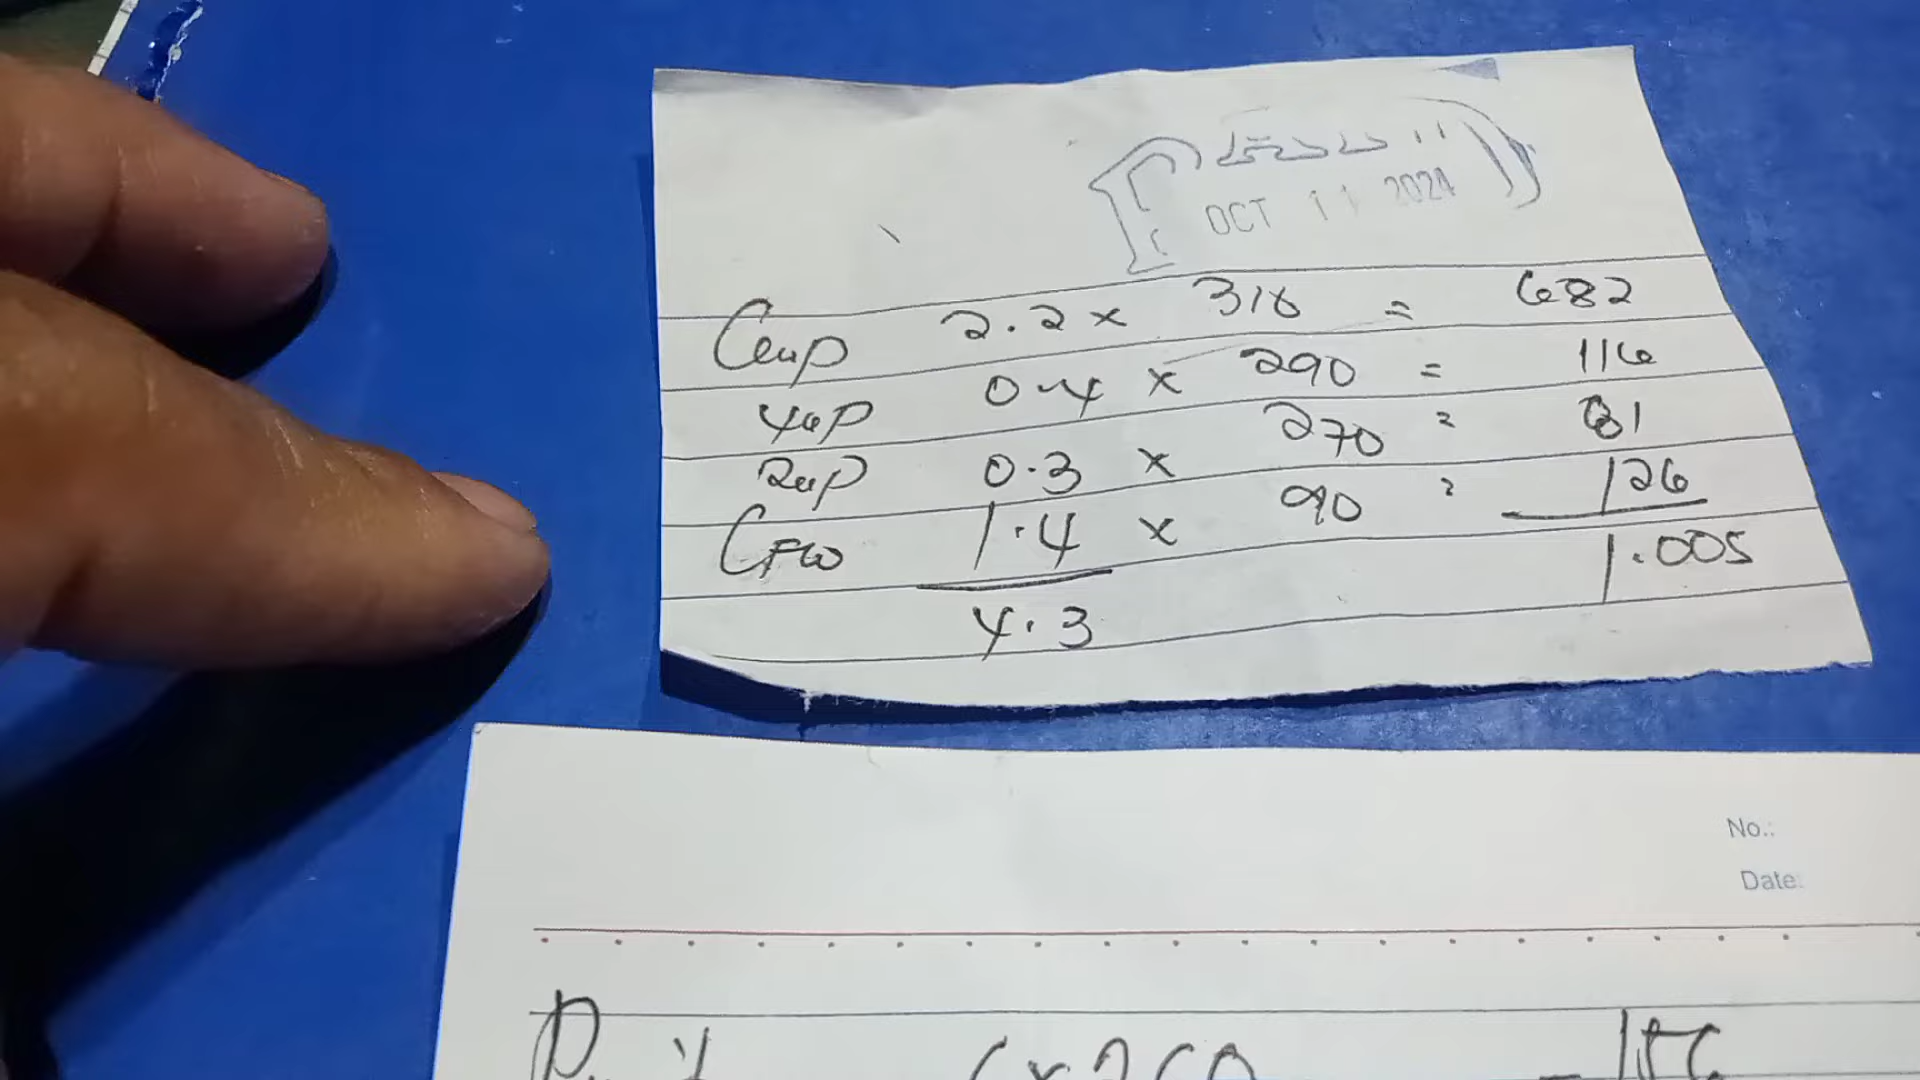 OCT 11 2024
Cup 2.2 x 310 = 682
4up 0.4 x 290 = 116
2up 0.3 x 270 = 81
CFW 1.4 x 90 = 126
4.3 1.005
No.:
Date: